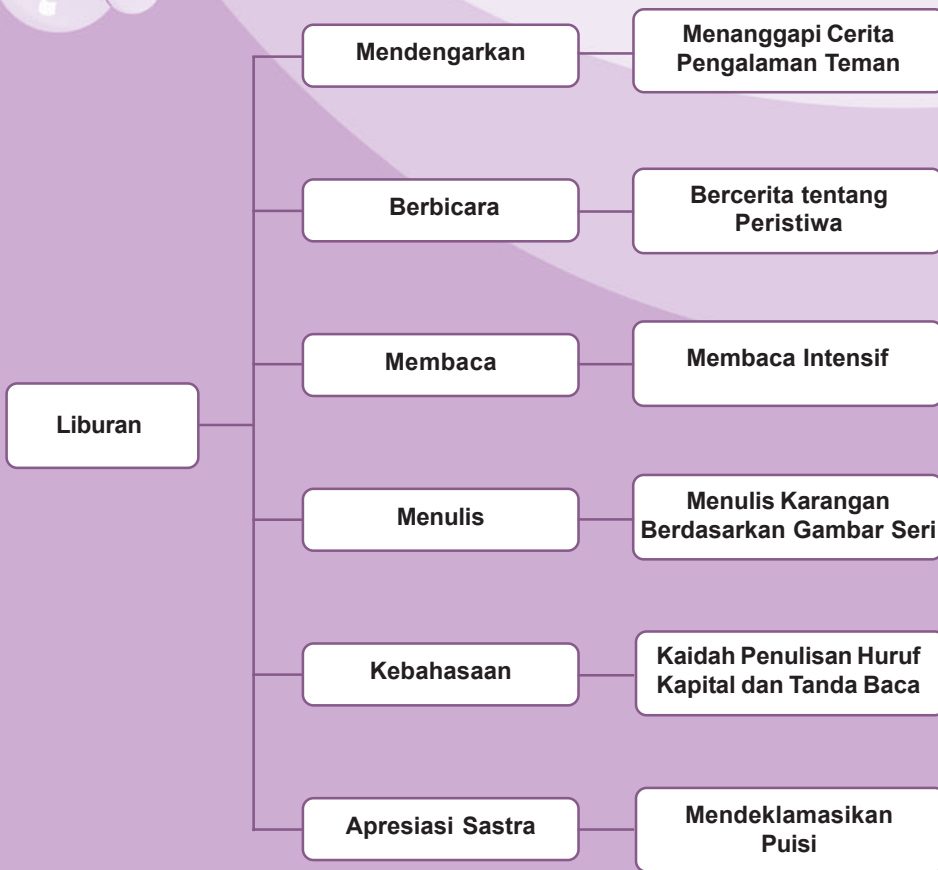 Mendengarkan
Menanggapi Cerita
Pengalaman Teman
Berbicara
Bercerita tentang
Peristiwa
Membaca
Membaca Intensif
Liburan
Menulis
Menulis Karangan
Berdasarkan Gambar Seri
Kebahasaan
Kaidah Penulisan Huruf
Kapital dan Tanda Baca
Apresiasi Sastra
Mendeklamasikan
Puisi